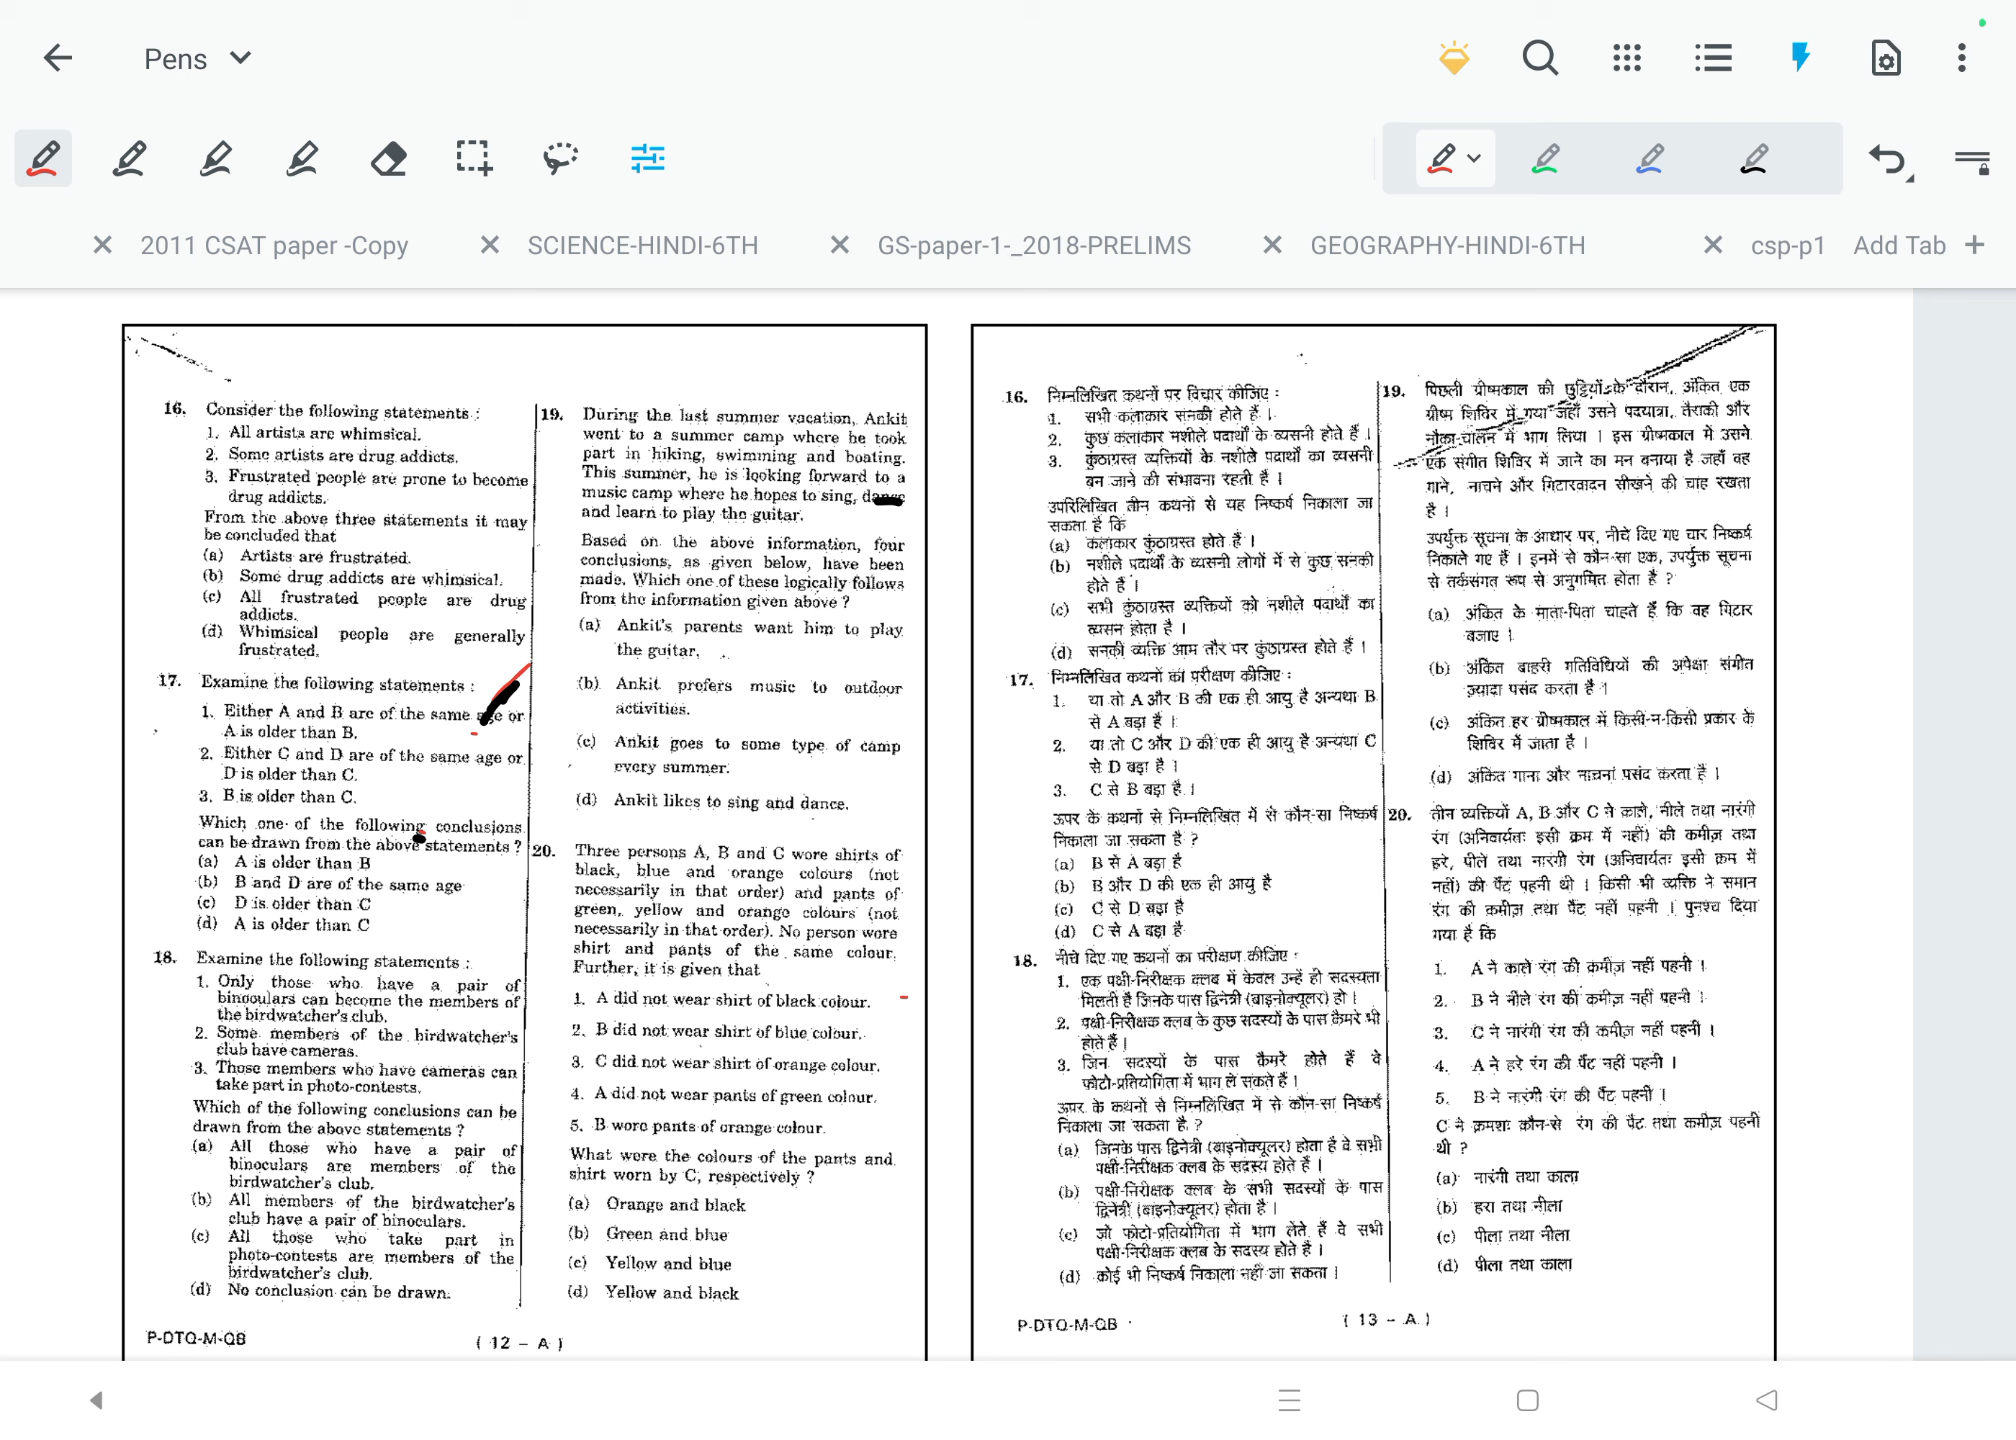 Pens
2011 CSAT paper -Copy
SCIENCE-HINDI-6TH
GS-paper-1-_2018-PRELIMS
GEOGRAPHY-HINDI-6TH
csp-p1
Add Tab
16. Consider the following statements :
1. All artists are whimsical.
2. Some artists are drug addicts.
3. Frustrated people are prone to become
drug addicts.
From the above three statements it may
be concluded that
(a) Artists are frustrated.
(b) Some drug addicts are whimsical.
(c) All frustrated people are drug
addicts.
(d) Whimsical people are generally
frustrated.
17. Examine the following statements :
1. Either A and B are of the same age or
A is older than B.
2. Either C and D are of the same age or
D is older than C.
3. B is older than C.
Which one of the following conclusions
can be drawn from the above statements ?
(a) A is older than B
(b) B and D are of the same age
(c) D is older than C
(d) A is older than C
18. Examine the following statements :
1. Only those who have a pair of
binoculars can become the members of
the birdwatcher's club.
2. Some members of the birdwatcher's
club have cameras.
3. Those members who have cameras can
take part in photo-contests.
Which of the following conclusions can be
drawn from the above statements ?
(a) All those who have a pair of
binoculars are members of the
birdwatcher's club.
(b) All members of the birdwatcher's
club have a pair of binoculars.
(c) All those who take part in
photo-contests are members of the
birdwatcher's club.
(d) No conclusion can be drawn.
19. During the last summer vacation, Ankit
went to a summer camp where he took
part in hiking, swimming and boating.
This summer, he is looking forward to a
music camp where he hopes to sing, dance
and learn to play the guitar.
Based on the above information, four
conclusions, as given below, have been
made. Which one of these logically follows
from the information given above ?
(a) Ankit's parents want him to play
the guitar.
(b) Ankit prefers music to outdoor
activities.
(c) Ankit goes to some type of camp
every summer.
(d) Ankit likes to sing and dance.
20. Three persons A, B and C wore shirts of
black, blue and orange colours (not
necessarily in that order) and pants of
green, yellow and orange colours (not
necessarily in that order). No person wore
shirt and pants of the same colour.
Further, it is given that
1. A did not wear shirt of black colour.
2. B did not wear shirt of blue colour.
3. C did not wear shirt of orange colour.
4. A did not wear pants of green colour.
5. B wore pants of orange colour.
What were the colours of the pants and
shirt worn by C, respectively ?
(a) Orange and black
(b) Green and blue
(c) Yellow and blue
(d) Yellow and black
P-DTQ-M-QB
( 12 – A )
16. निम्नलिखित कथनों पर विचार कीजिए :
1. सभी कलाकार सनकी होते हैं ।
2. कुछ कलाकार नशीले पदार्थों के व्यसनी होते हैं ।
3. कुंठाग्रस्त व्यक्तियों के नशीले पदार्थों का व्यसनी
बन जाने की संभावना रहती है ।
उपरिलिखित तीन कथनों से यह निष्कर्ष निकाला जा
सकता है कि
(a) कलाकार कुंठाग्रस्त होते हैं ।
(b) नशीले पदार्थों के व्यसनी लोगों में से कुछ सनकी
होते हैं ।
(c) सभी कुंठाग्रस्त व्यक्तियों को नशीले पदार्थों का
व्यसन होता है ।
(d) सनकी व्यक्ति आम तौर पर कुंठाग्रस्त होते हैं ।
17. निम्नलिखित कथनों का परीक्षण कीजिए :
1. या तो A और B की एक ही आयु है अन्यथा B
से A बड़ा है ।
2. या तो C और D की एक ही आयु है अन्यथा C
से D बड़ा है ।
3. C से B बड़ा है ।
ऊपर के कथनों से निम्नलिखित में से कौन-सा निष्कर्ष
निकाला जा सकता है ?
(a) B से A बड़ा है
(b) B और D की एक ही आयु है
(c) C से D बड़ा है
(d) C से A बड़ा है
18. नीचे दिए गए कथनों का परीक्षण कीजिए :
1. एक पक्षी-निरीक्षक क्लब में केवल उन्हें ही सदस्यता
मिलती है जिनके पास द्विनेत्री (बाइनोक्यूलर) हो ।
2. पक्षी-निरीक्षक क्लब के कुछ सदस्यों के पास कैमरे भी
होते हैं ।
3. जिन सदस्यों के पास कैमरे होते हैं वे
फोटो-प्रतियोगिता में भाग ले सकते हैं ।
ऊपर के कथनों से निम्नलिखित में से कौन-सा निष्कर्ष
निकाला जा सकता है ?
(a) जिनके पास द्विनेत्री (बाइनोक्यूलर) होता है वे सभी
पक्षी-निरीक्षक क्लब के सदस्य होते हैं ।
(b) पक्षी-निरीक्षक क्लब के सभी सदस्यों के पास
द्विनेत्री (बाइनोक्यूलर) होता है ।
(c) जो फोटो-प्रतियोगिता में भाग लेते हैं वे सभी
पक्षी-निरीक्षक क्लब के सदस्य होते हैं ।
(d) कोई भी निष्कर्ष निकाला नहीं जा सकता ।
19. पिछली ग्रीष्मकाल की छुट्टियों के दौरान, अंकित एक
ग्रीष्म शिविर में गया जहाँ उसने पदयात्रा, तैराकी और
नौका-चालन में भाग लिया । इस ग्रीष्मकाल में उसने
एक संगीत शिविर में जाने का मन बनाया है जहाँ वह
गाने, नाचने और गिटारवादन सीखने की चाह रखता
है ।
उपर्युक्त सूचना के आधार पर, नीचे दिए गए चार निष्कर्ष
निकाले गए हैं । इनमें से कौन-सा एक, उपर्युक्त सूचना
से तर्कसंगत रूप से अनुगमित होता है ?
(a) अंकित के माता-पिता चाहते हैं कि वह गिटार
बजाए ।
(b) अंकित बाहरी गतिविधियों की अपेक्षा संगीत
ज़्यादा पसंद करता है ।
(c) अंकित हर ग्रीष्मकाल में किसी-न-किसी प्रकार के
शिविर में जाता है ।
(d) अंकित गाना और नाचना पसंद करता है ।
20. तीन व्यक्तियों A, B और C ने काले, नीले तथा नारंगी
रंग (अनिवार्यतः इसी क्रम में नहीं) की कमीज़ तथा
हरे, पीले तथा नारंगी रंग (अनिवार्यतः इसी क्रम में
नहीं) की पैंट पहनी थी । किसी भी व्यक्ति ने समान
रंग की क़मीज़ तथा पैंट नहीं पहनी । पुनश्च दिया
गया है कि
1. A ने काले रंग की क़मीज़ नहीं पहनी ।
2. B ने नीले रंग की क़मीज़ नहीं पहनी ।
3. C ने नारंगी रंग की क़मीज़ नहीं पहनी ।
4. A ने हरे रंग की पैंट नहीं पहनी ।
5. B ने नारंगी रंग की पैंट पहनी ।
C ने क्रमशः कौन-से रंग की पैंट तथा कमीज़ पहनी
थी ?
(a) नारंगी तथा काला
(b) हरा तथा नीला
(c) पीला तथा नीला
(d) पीला तथा काला
P-DTQ-M-QB
( 13 – A )